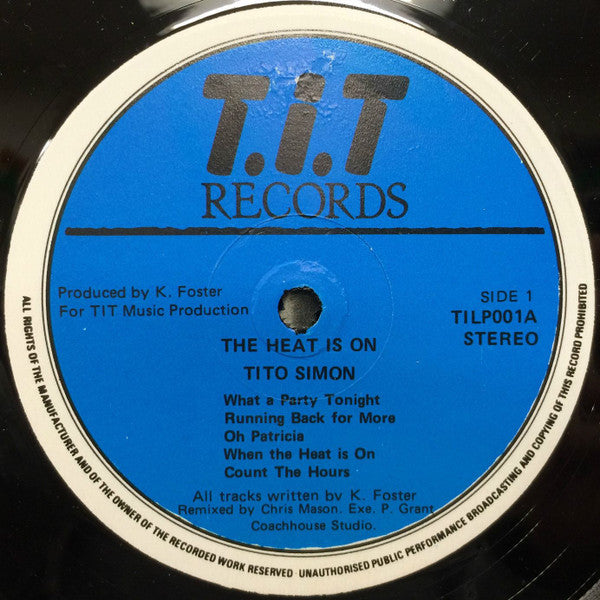 T.i.T
RECORDS
Produced by K. Foster
For TIT Music Production
SIDE 1
TILP001A
STEREO
THE HEAT IS ON
TITO SIMON
What a Party Tonight
Running Back for More
Oh Patricia
When the Heat is On
Count The Hours
All tracks written by K. Foster
Remixed by Chris Mason. Exe. P. Grant
Coachhouse Studio.
ALL RIGHTS OF THE MANUFACTURER AND OF THE OWNER OF THE RECORDED WORK RESERVED UNAUTHORISED PUBLIC PERFORMANCE BROADCASTING AND COPYING OF THIS RECORD PROHIBITED